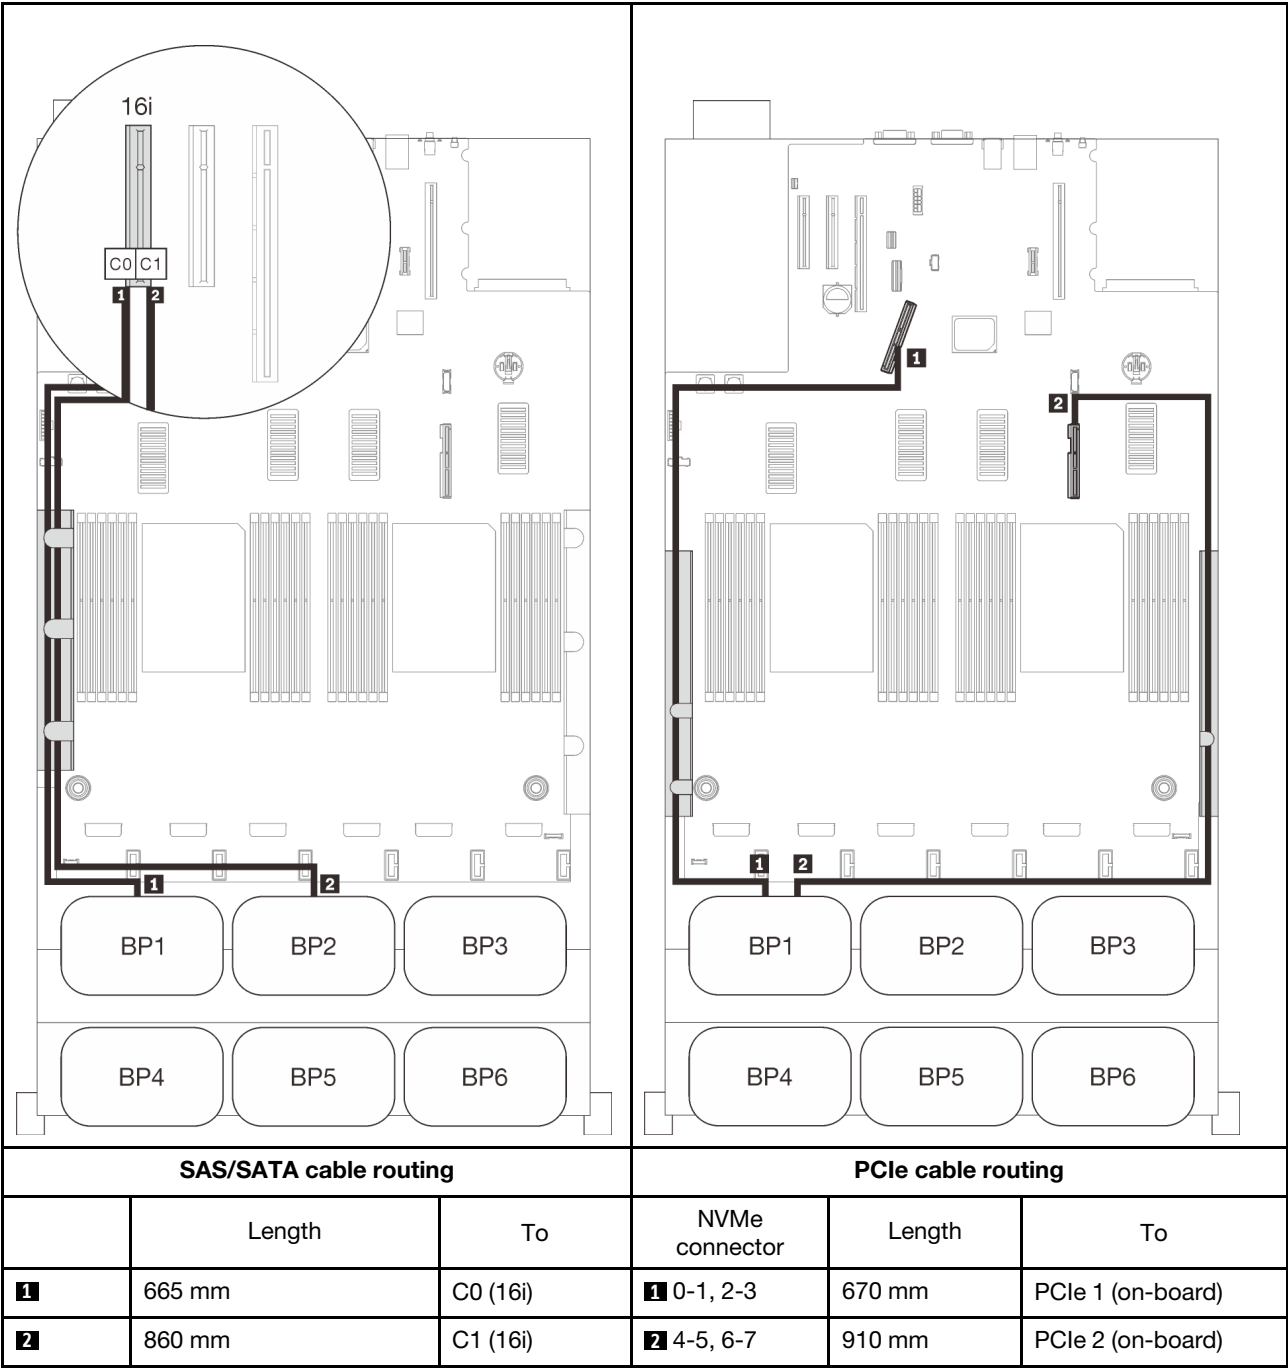 16i
C0 C1
1 2
1 2
BP1 BP2 BP3
BP4 BP5 BP6
1
2
1 2
BP1 BP2 BP3
BP4 BP5 BP6
SAS/SATA cable routing
PCIe cable routing
Length To
NVMe connector Length To
1 665 mm C0 (16i)
1 0-1, 2-3 670 mm PCIe 1 (on-board)
2 860 mm C1 (16i)
2 4-5, 6-7 910 mm PCIe 2 (on-board)